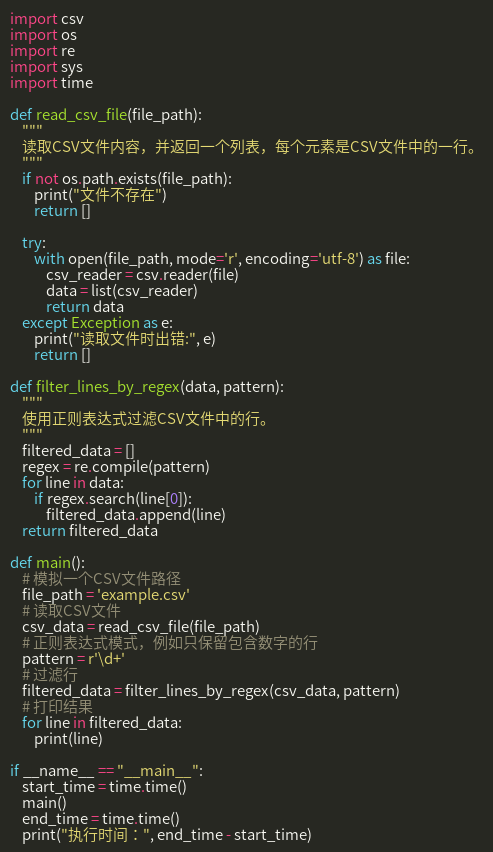 import csv
import os
import re
import sys
import time

def read_csv_file(file_path):
    """
    读取CSV文件内容，并返回一个列表，每个元素是CSV文件中的一行。
    """
    if not os.path.exists(file_path):
        print("文件不存在")
        return []

    try:
        with open(file_path, mode='r', encoding='utf-8') as file:
            csv_reader = csv.reader(file)
            data = list(csv_reader)
            return data
    except Exception as e:
        print("读取文件时出错:", e)
        return []

def filter_lines_by_regex(data, pattern):
    """
    使用正则表达式过滤CSV文件中的行。
    """
    filtered_data = []
    regex = re.compile(pattern)
    for line in data:
        if regex.search(line[0]):
            filtered_data.append(line)
    return filtered_data

def main():
    # 模拟一个CSV文件路径
    file_path = 'example.csv'
    # 读取CSV文件
    csv_data = read_csv_file(file_path)
    # 正则表达式模式，例如只保留包含数字的行
    pattern = r'\d+'
    # 过滤行
    filtered_data = filter_lines_by_regex(csv_data, pattern)
    # 打印结果
    for line in filtered_data:
        print(line)

if __name__ == "__main__":
    start_time = time.time()
    main()
    end_time = time.time()
    print("执行时间：", end_time - start_time)